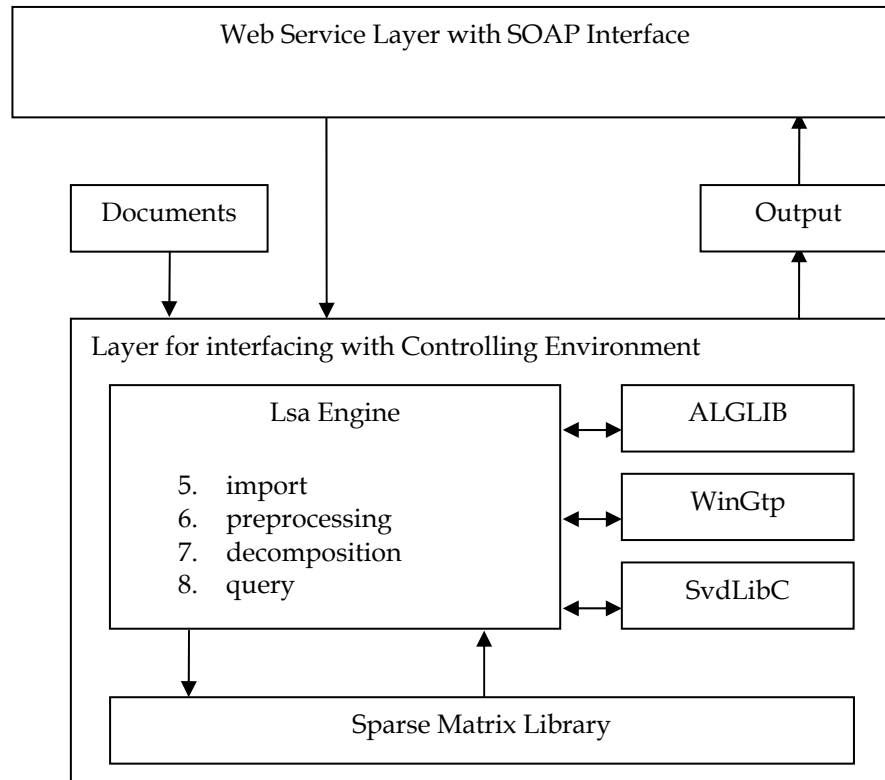 Web Service Layer with SOAP Interface
Documents
Output
Layer for interfacing with Controlling Environment
Lsa Engine
5. import
6. preprocessing
7. decomposition
8. query
ALGLIB
WinGtp
SvdLibC
Sparse Matrix Library